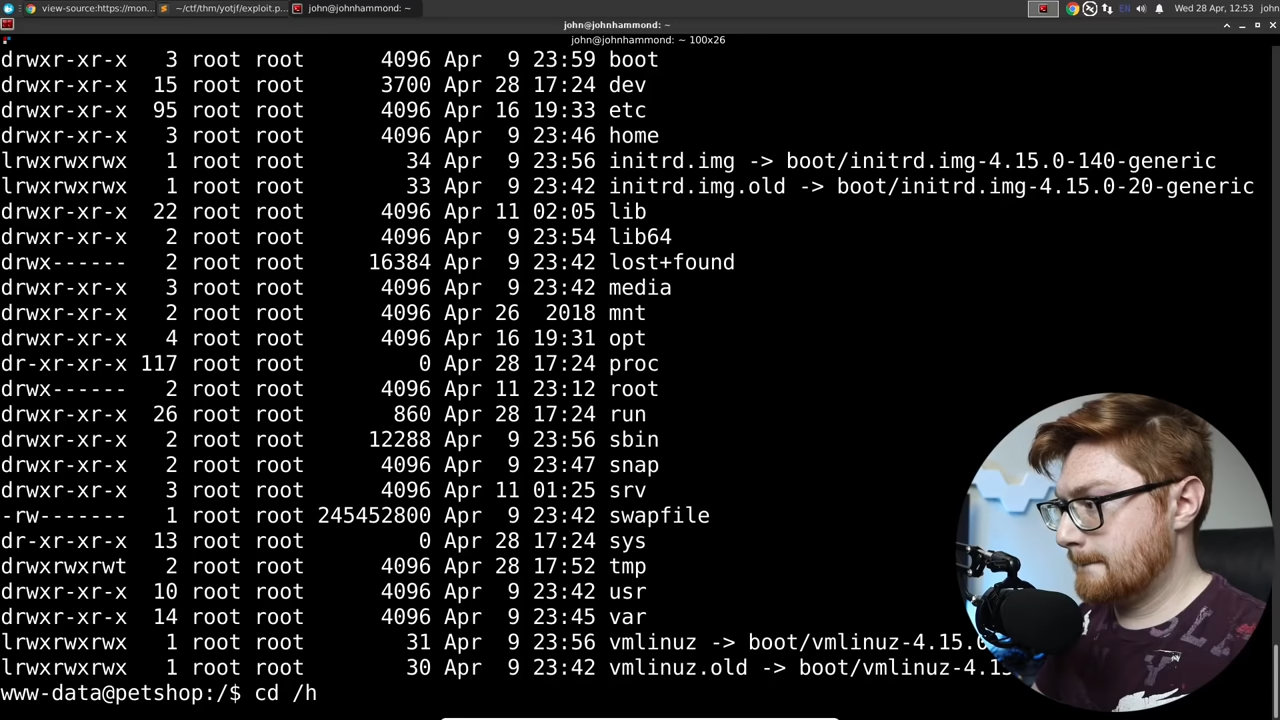 view-source:https://mon...
~/ctf/thm/yotjf/exploit.p...
john@johnhammond: ~
EN
Wed 28 Apr, 12:53
john
john@johnhammond: ~
john@johnhammond: ~ 100x26
drwxr-xr-x 3 root root 4096 Apr 9 23:59 boot
drwxr-xr-x 15 root root 3700 Apr 28 17:24 dev
drwxr-xr-x 95 root root 4096 Apr 16 19:33 etc
drwxr-xr-x 3 root root 4096 Apr 9 23:46 home
lrwxrwxrwx 1 root root 34 Apr 9 23:56 initrd.img -> boot/initrd.img-4.15.0-140-generic
lrwxrwxrwx 1 root root 33 Apr 9 23:42 initrd.img.old -> boot/initrd.img-4.15.0-20-generic
drwxr-xr-x 22 root root 4096 Apr 11 02:05 lib
drwxr-xr-x 2 root root 4096 Apr 9 23:54 lib64
drwx------ 2 root root 16384 Apr 9 23:42 lost+found
drwxr-xr-x 3 root root 4096 Apr 9 23:42 media
drwxr-xr-x 2 root root 4096 Apr 26 2018 mnt
drwxr-xr-x 4 root root 4096 Apr 16 19:31 opt
dr-xr-xr-x 117 root root 0 Apr 28 17:24 proc
drwx------ 2 root root 4096 Apr 11 23:12 root
drwxr-xr-x 26 root root 860 Apr 28 17:24 run
drwxr-xr-x 2 root root 12288 Apr 9 23:56 sbin
drwxr-xr-x 2 root root 4096 Apr 9 23:47 snap
drwxr-xr-x 3 root root 4096 Apr 11 01:25 srv
-rw------- 1 root root 245452800 Apr 9 23:42 swapfile
dr-xr-xr-x 13 root root 0 Apr 28 17:24 sys
drwxrwxrwt 2 root root 4096 Apr 28 17:52 tmp
drwxr-xr-x 10 root root 4096 Apr 9 23:42 usr
drwxr-xr-x 14 root root 4096 Apr 9 23:45 var
lrwxrwxrwx 1 root root 31 Apr 9 23:56 vmlinuz -> boot/vmlinuz-4.15.0
lrwxrwxrwx 1 root root 30 Apr 9 23:42 vmlinuz.old -> boot/vmlinuz-4.15
www-data@petshop:/$ cd /h